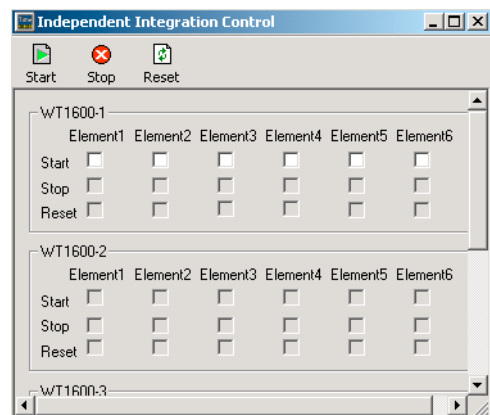 Independent Integration Control
Start Stop Reset
WT1600-1
Element1 Element2 Element3 Element4 Element5 Element6
Start
Stop
Reset
WT1600-2
Element1 Element2 Element3 Element4 Element5 Element6
Start
Stop
Reset
WT1600-3